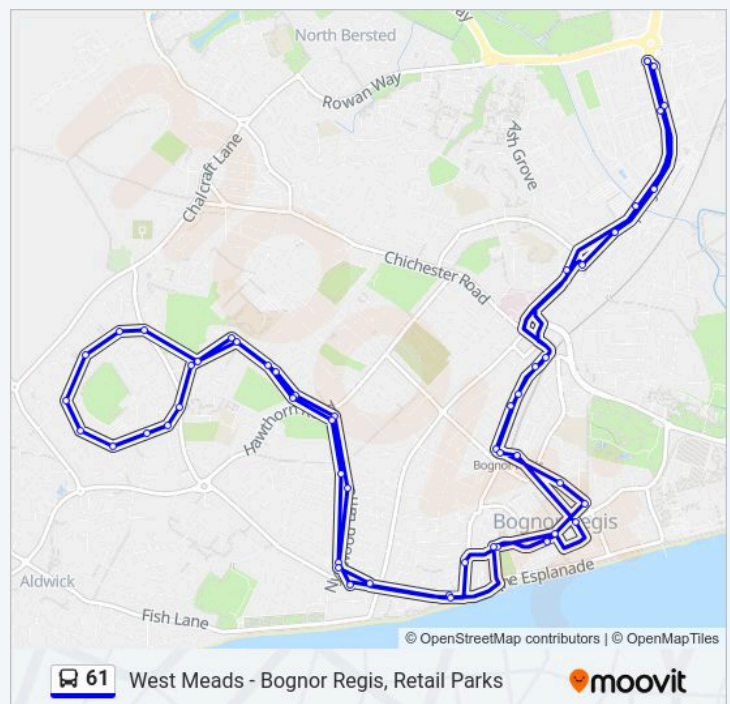 North Bersted
Way
Rowan Way
Ash Grove
Chalcraft Lane
Chichester Road
Hawthorn
Bognor
Bognor Regis
Aldwick
The Esplanade
Fish Lane
© OpenStreetMap contributors | © OpenMapTiles
61 West Meads - Bognor Regis, Retail Parks
moovit